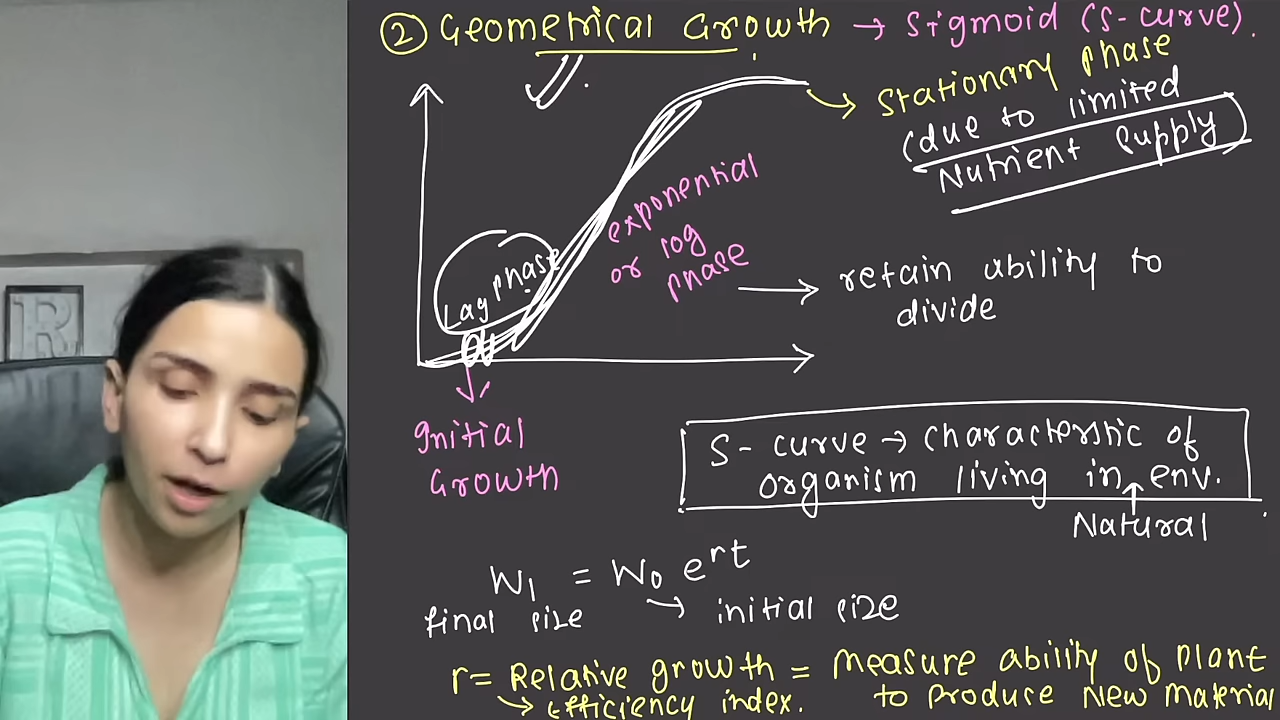 ② Geometrical Growth → Sigmoid (S-curve).
Stationary phase
(due to limited
Nutrient supply)
Lag phase
exponential
or log
phase
→ retain ability to
divide
Initial
Growth
S-curve → characterstic of
organism living in env.
Natural
W₁ = W₀ e^rt
final size → initial size
r = Relative growth = Measure ability of plant
→ Efficiency index. to produce New Material
R